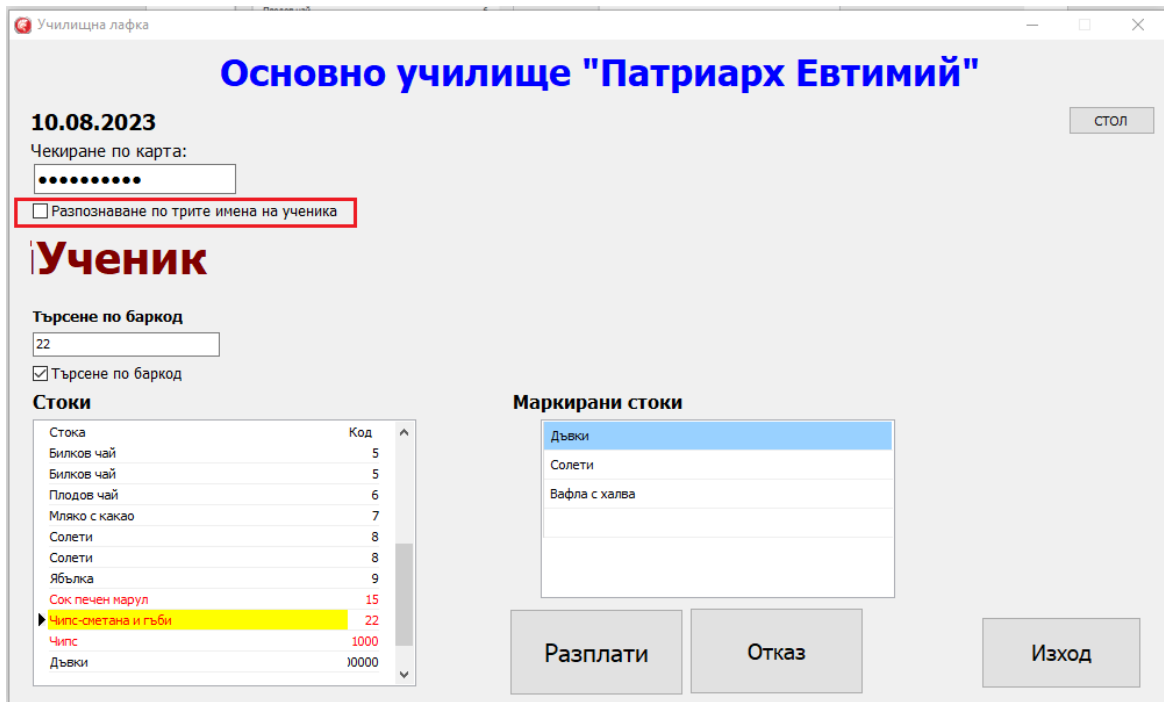 Училищна лафка
Основно училище "Патриарх Евтимий"
10.08.2023
СТОЛ
Чекиране по карта:
●●●●●●●●●●
Разпознаване по трите имена на ученика
Ученик
Търсене по баркод
22
Търсене по баркод
Стоки
Стока Код
Билков чай 5
Билков чай 5
Плодов чай 6
Мляко с какао 7
Солети 8
Солети 8
Ябълка 9
Сок печен марул 15
Чипс-сметана и гъби 22
Чипс 1000
Дъвки 00000
Маркирани стоки
Дъвки
Солети
Вафла с халва
Разплати
Отказ
Изход